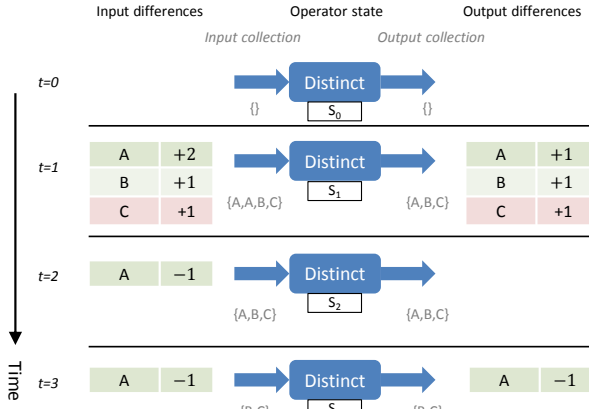 Input differences Operator state Output differences
Input collection Output collection
t=0 Distinct
{} S0 {}
t=1 A +2 Distinct A +1
B +1 S1 B +1
C +1 {A,A,B,C} {A,B,C} C +1
t=2 A −1 Distinct
S2
{A,B,C} {A,B,C}
Time
t=3 A −1 Distinct A −1